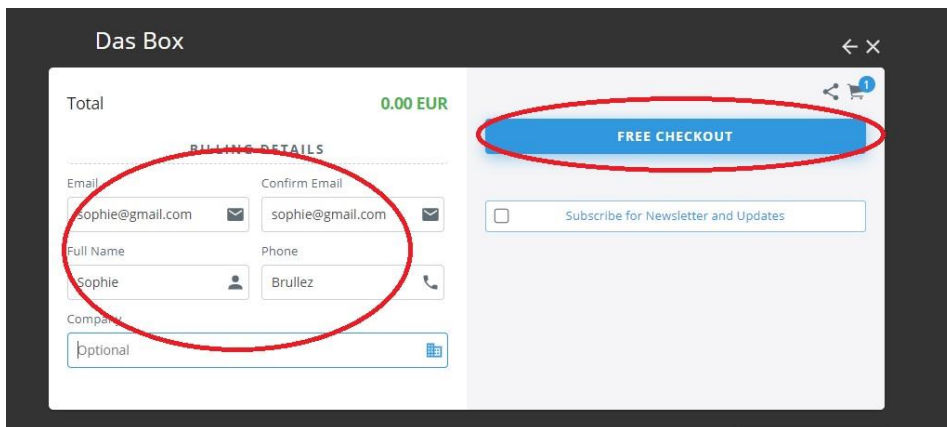 Das Box
1
Total 0.00 EUR
FREE CHECKOUT
BILLING DETAILS
Email Confirm Email
sophie@gmail.com sophie@gmail.com
Subscribe for Newsletter and Updates
Full Name Phone
Sophie Brullez
Company
Optional